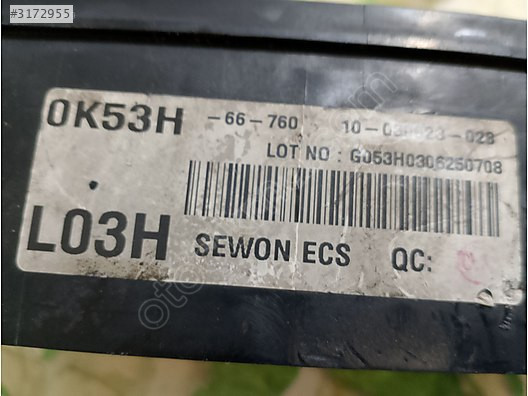 #3172955
0K53H -66-760
LOT NO : G053H0306250708
L03H SEWON ECS QC: